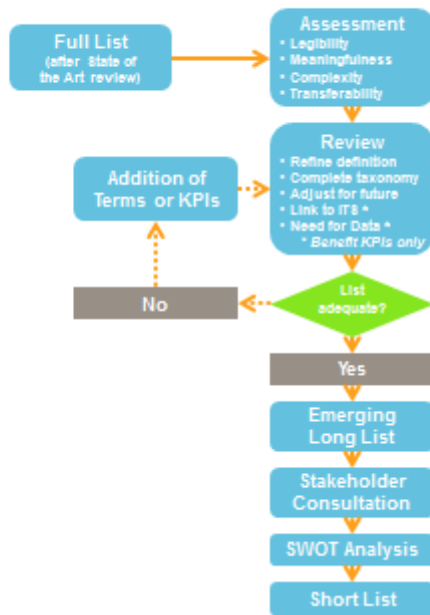 Full List
(after State of
the Art review)
Assessment
• Legibility
• Meaningfulness
• Complexity
• Transferability
Review
• Refine definition
• Complete taxonomy
• Adjust for future
• Link to ITS *
• Need for Data *
* Benefit KPIs only
Addition of
Terms or KPIs
List
adequate?
No
Yes
Emerging
Long List
Stakeholder
Consultation
SWOT Analysis
Short List